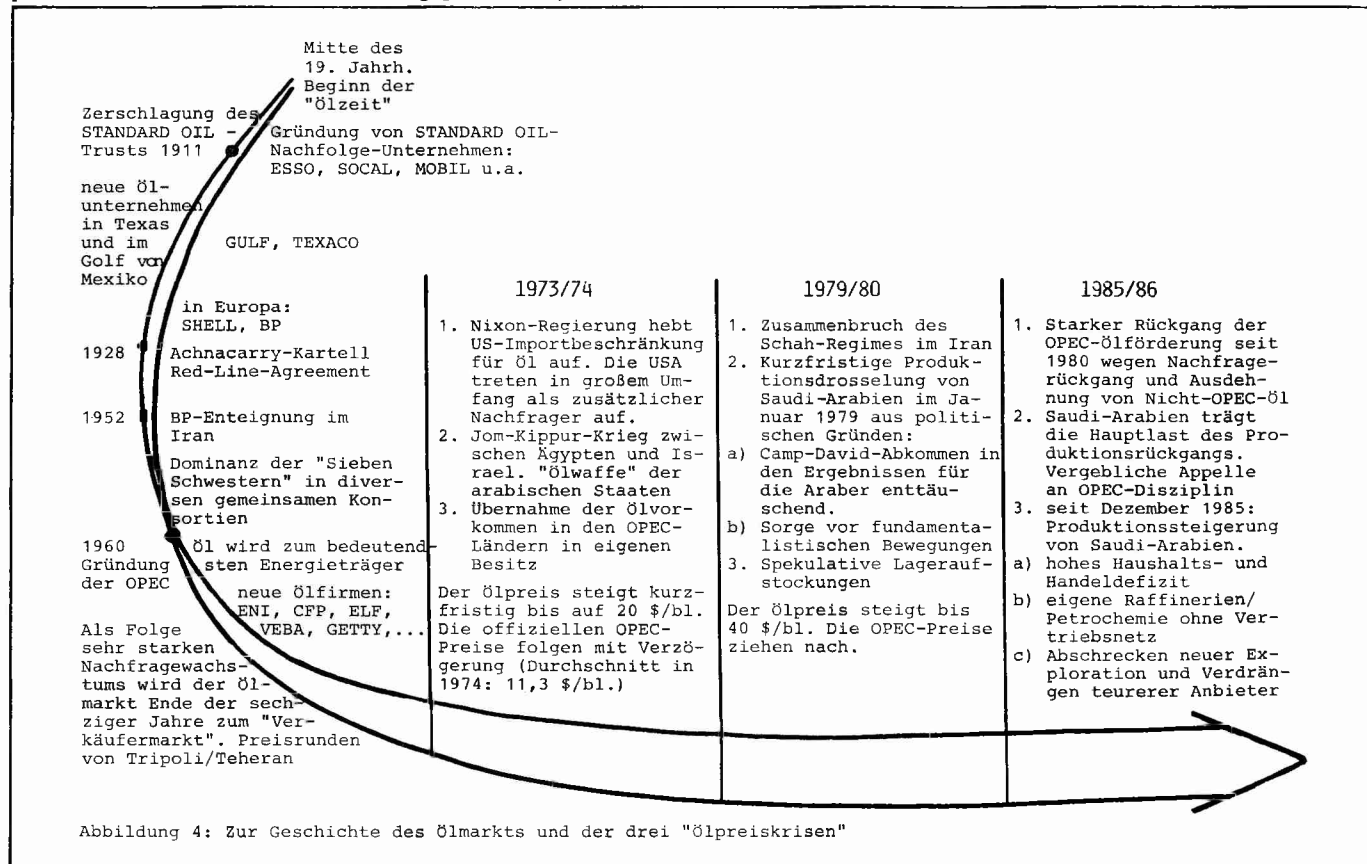 Mitte des
19. Jahrh.
Beginn der
"Ölzeit"
Zerschlagung des
STANDARD OIL -
Trusts 1911
Gründung von STANDARD OIL-
Nachfolge-Unternehmen:
ESSO, SOCAL, MOBIL u.a.
neue Öl-
unternehmen
in Texas
und im
Golf von
Mexiko
GULF, TEXACO
in Europa:
SHELL, BP
1928
Achnacarry-Kartell
Red-Line-Agreement
1952
BP-Enteignung im
Iran
Dominanz der "Sieben
Schwestern" in diver-
sen gemeinsamen Kon-
sortien
1960
Gründung
der OPEC
Öl wird zum bedeutend-
sten Energieträger
neue Ölfirmen:
ENI, CFP, ELF,
VEBA, GETTY,...
Als Folge
sehr starken
Nachfragewachs-
tums wird der Öl-
markt Ende der sech-
ziger Jahre zum "Ver-
käufermarkt". Preisrunden
von Tripoli/Teheran
1973/74
1. Nixon-Regierung hebt
US-Importbeschränkung
für Öl auf. Die USA
treten in großem Um-
fang als zusätzlicher
Nachfrager auf.
2. Jom-Kippur-Krieg zwi-
schen Ägypten und Is-
rael. "Ölwaffe" der
arabischen Staaten
3. Übernahme der Ölvor-
kommen in den OPEC-
Ländern in eigenen
Besitz
Der Ölpreis steigt kurz-
fristig bis auf 20 $/bl.
Die offiziellen OPEC-
Preise folgen mit Verzö-
gerung (Durchschnitt in
1974: 11,3 $/bl.)
1979/80
1. Zusammenbruch des
Schah-Regimes im Iran
2. Kurzfristige Produk-
tionsdrosselung von
Saudi-Arabien im Ja-
nuar 1979 aus politi-
schen Gründen:
a) Camp-David-Abkommen in
den Ergebnissen für
die Araber enttäu-
schend.
b) Sorge vor fundamenta-
listischen Bewegungen
3. Spekulative Lagerauf-
stockungen
Der Ölpreis steigt bis
40 $/bl. Die OPEC-Preise
ziehen nach.
1985/86
1. Starker Rückgang der
OPEC-Ölförderung seit
1980 wegen Nachfrage-
rückgang und Ausdeh-
nung von Nicht-OPEC-Öl
2. Saudi-Arabien trägt
die Hauptlast des Pro-
duktionsrückgangs.
Vergebliche Appelle
an OPEC-Disziplin
3. seit Dezember 1985:
Produktionssteigerung
von Saudi-Arabien.
a) hohes Haushalts- und
Handeldefizit
b) eigene Raffinerien/
Petrochemie ohne Ver-
triebsnetz
c) Abschrecken neuer Ex-
ploration und Verdrän-
gen teurerer Anbieter
Abbildung 4: Zur Geschichte des Ölmarkts und der drei "Ölpreiskrisen"